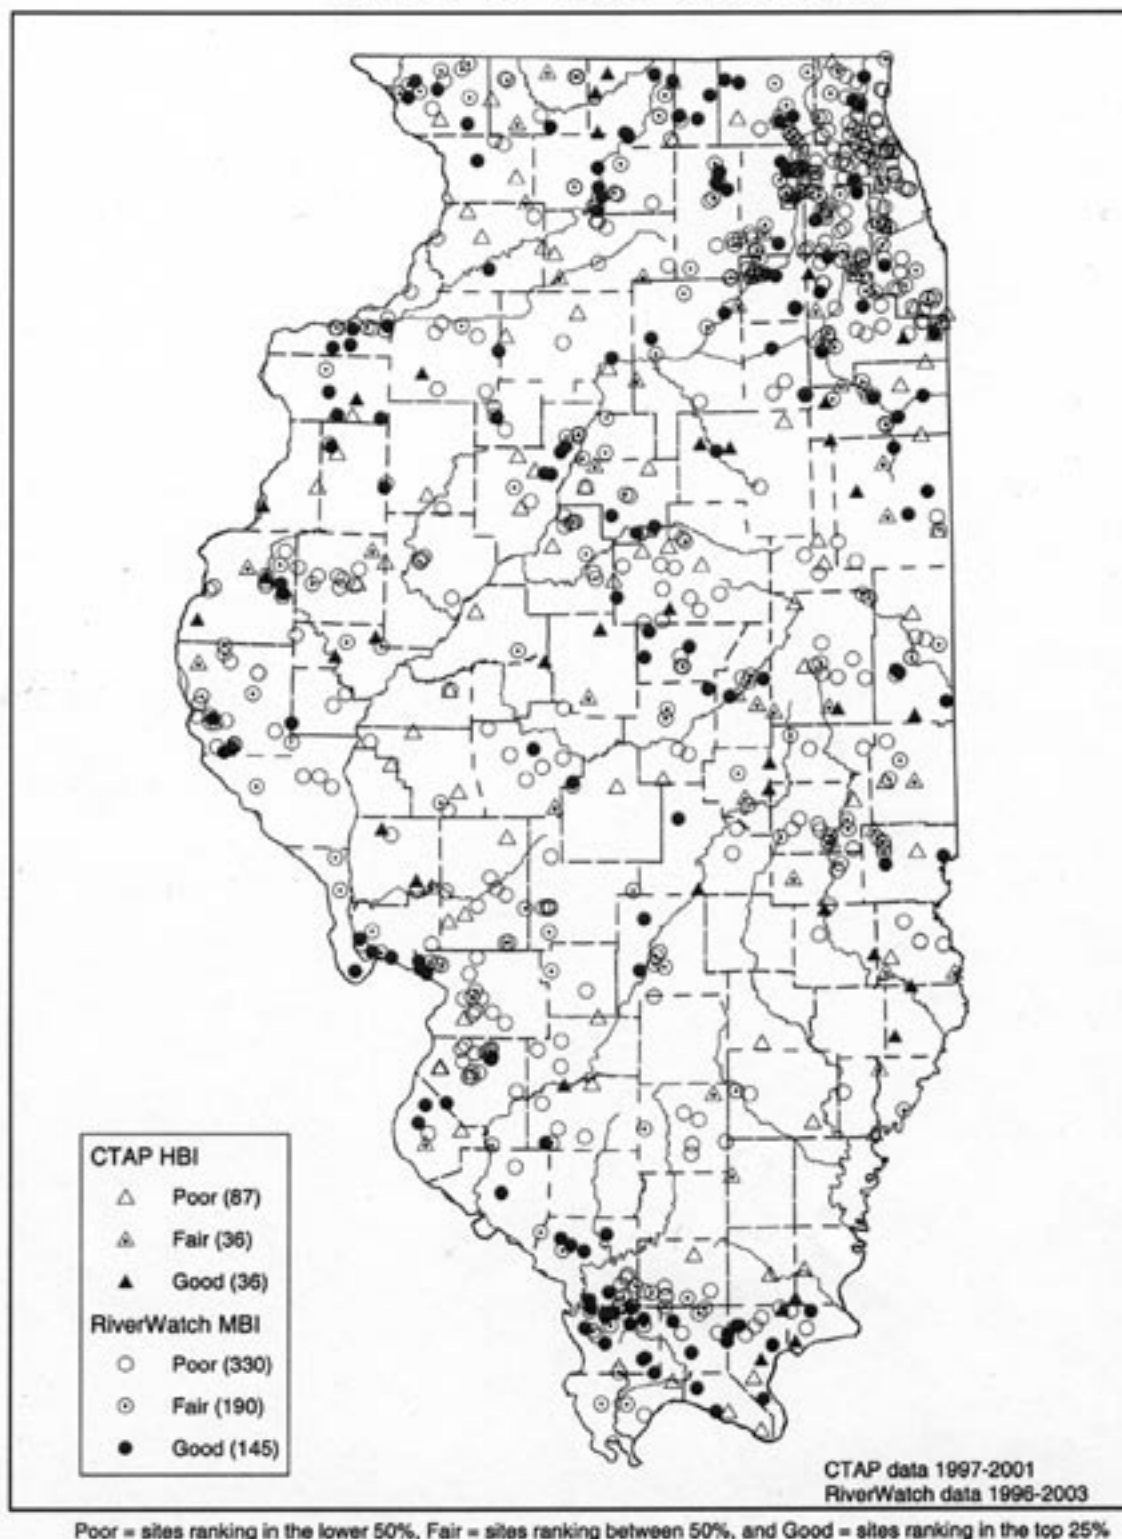 CTAP HBI
Poor (87)
Fair (36)
Good (36)
RiverWatch MBI
Poor (330)
Fair (190)
Good (145)
CTAP data 1997-2001
RiverWatch data 1996-2003
Poor = sites ranking in the lower 50%, Fair = sites ranking between 50%, and Good = sites ranking in the top 25%